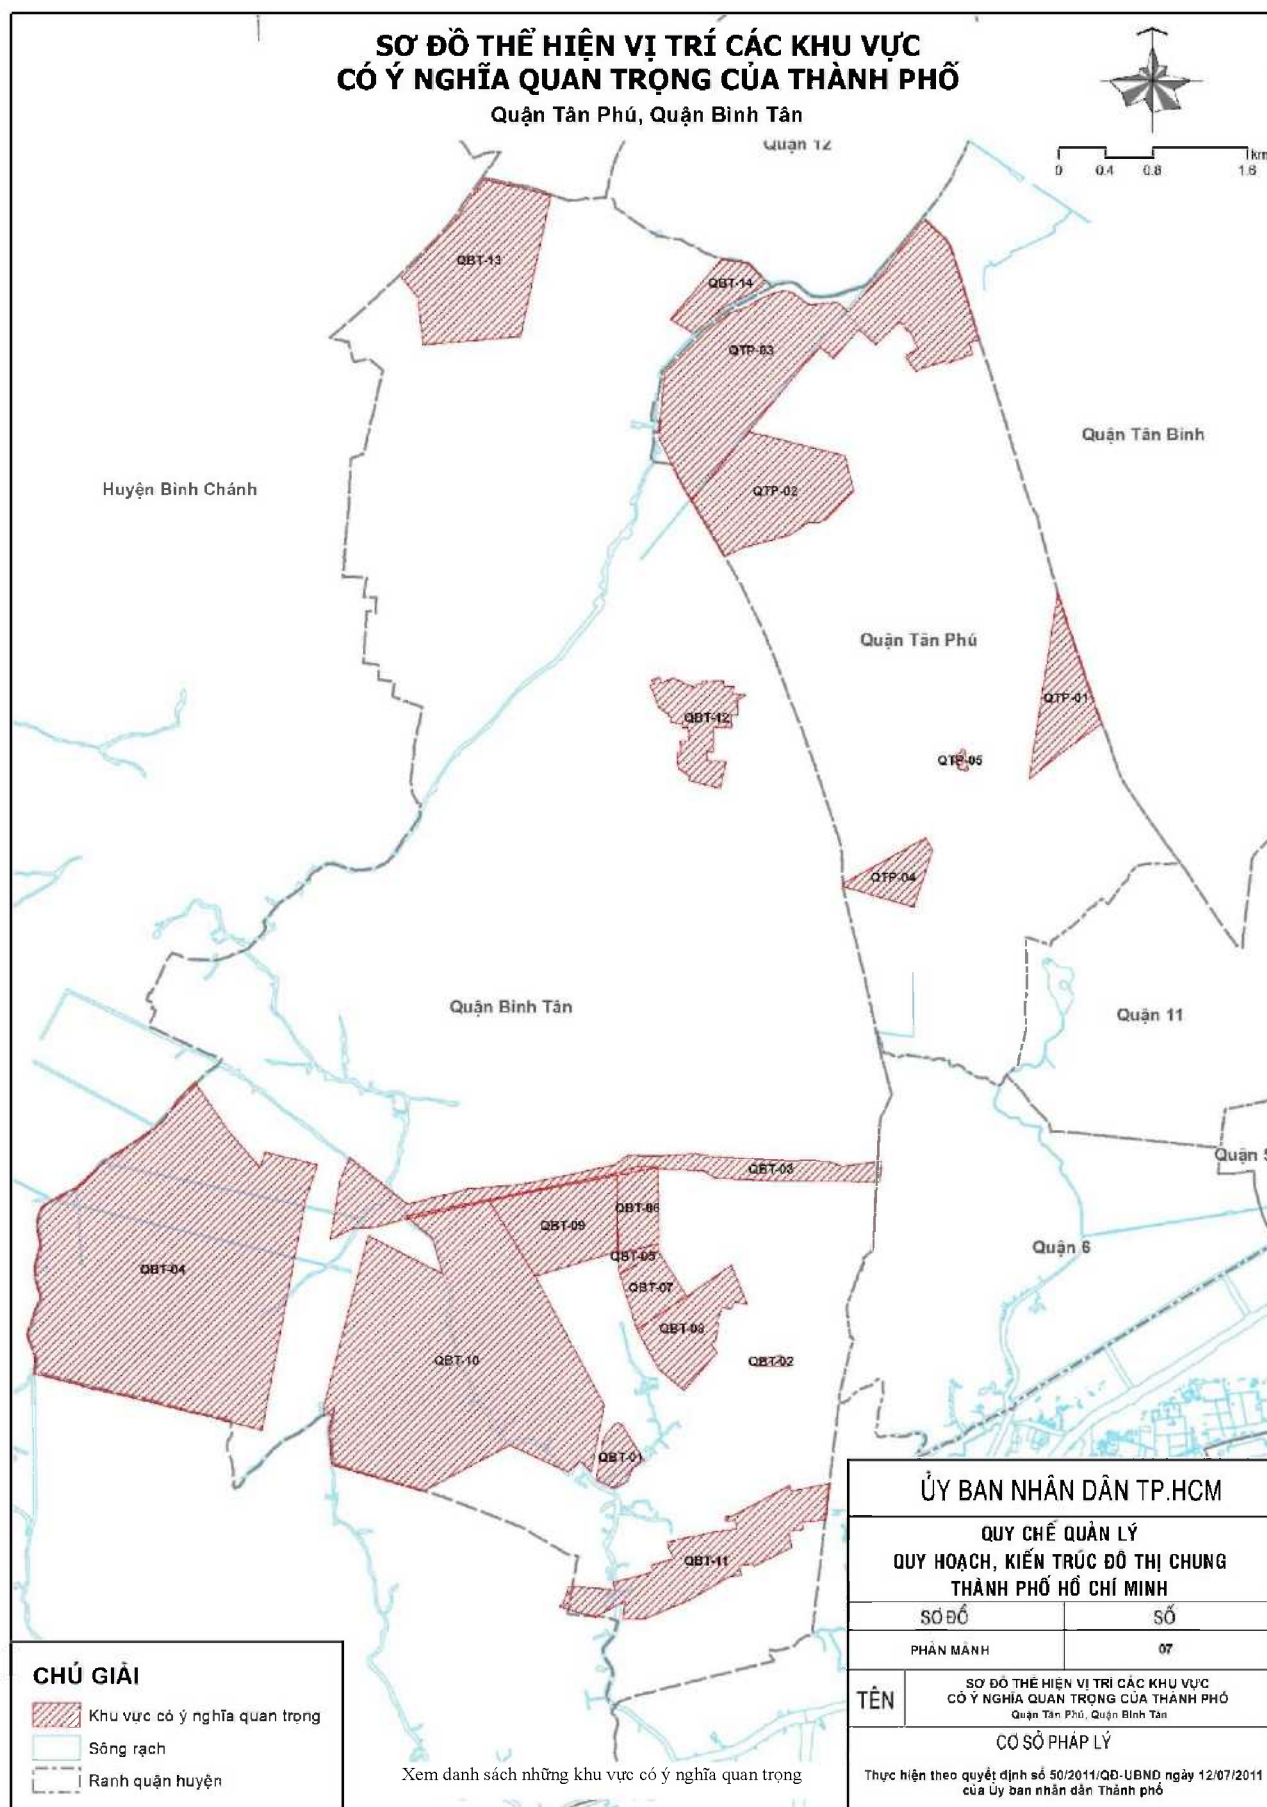 SƠ ĐỒ THỂ HIỆN VỊ TRÍ CÁC KHU VỰC
CÓ Ý NGHĨA QUAN TRỌNG CỦA THÀNH PHỐ
Quận Tân Phú, Quận Bình Tân
Quận 12
km
0 0.4 0.8 1.6
QBT-13
QBT-14
QTP-03
Quận Tân Bình
Huyện Bình Chánh
QTP-02
Quận Tân Phú
QTP-01
QBT-12
QTP-05
QTP-04
Quận Bình Tân
Quận 11
Quận 5
QBT-03
QBT-06
QBT-09
Quận 6
QBT-05
QBT-04
QBT-07
QBT-08
QBT-10
QBT-02
QBT-01
QBT-11
ỦY BAN NHÂN DÂN TP.HCM
QUY CHẾ QUẢN LÝ
QUY HOẠCH, KIẾN TRÚC ĐÔ THỊ CHUNG
THÀNH PHỐ HỒ CHÍ MINH
SƠ ĐỒ SỐ
PHÂN MẢNH 07
TÊN
SƠ ĐỒ THỂ HIỆN VỊ TRÍ CÁC KHU VỰC
CÓ Ý NGHĨA QUAN TRỌNG CỦA THÀNH PHỐ
Quận Tân Phú, Quận Bình Tân
CƠ SỞ PHÁP LÝ
Thực hiện theo quyết định số 50/2011/QĐ-UBND ngày 12/07/2011
của Ủy ban nhân dân Thành phố
CHÚ GIẢI
Khu vực có ý nghĩa quan trọng
Sông rạch
Ranh quận huyện
Xem danh sách những khu vực có ý nghĩa quan trọng